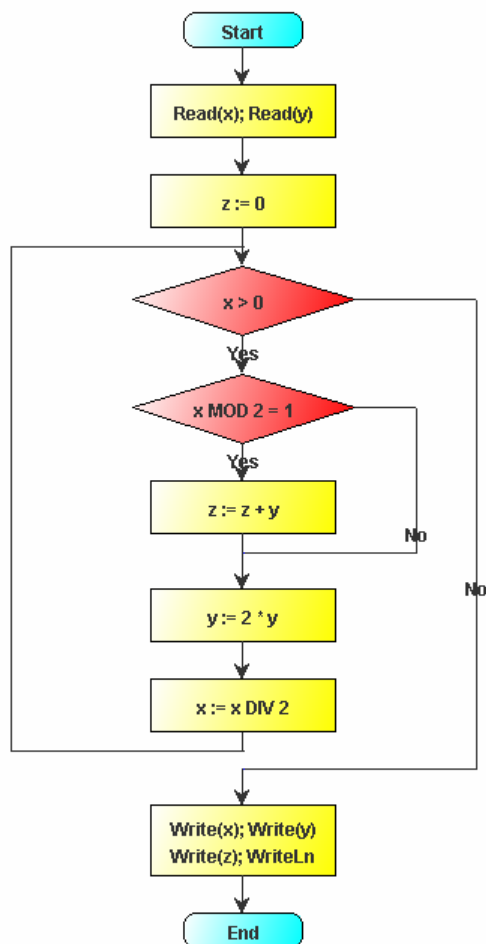 Start
Read(x); Read(y)
z := 0
x > 0
Yes
x MOD 2 = 1
Yes
z := z + y
No
y := 2 * y
No
x := x DIV 2
Write(x); Write(y)
Write(z); WriteLn
End